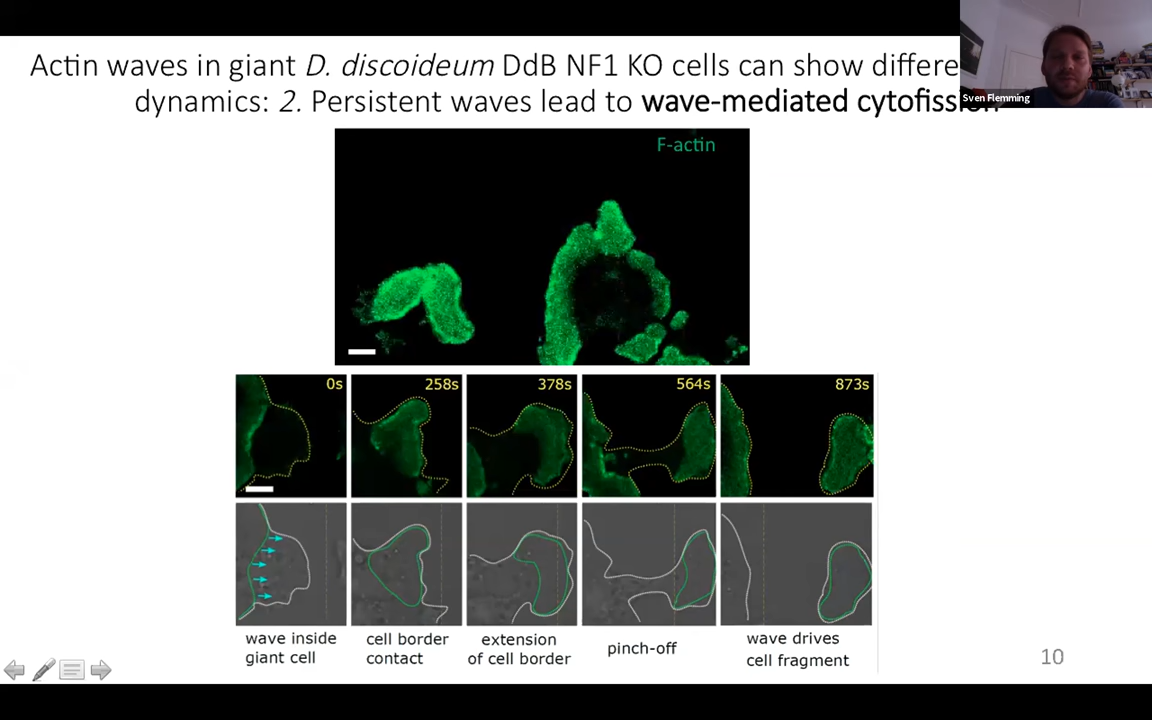 Actin waves in giant D. discoideum DdB NF1 KO cells can show differe
dynamics: 2. Persistent waves lead to wave-mediated cytofission
Sven Flemming
F-actin
0s
258s
378s
564s
873s
wave inside
giant cell
cell border
contact
extension
of cell border
pinch-off
wave drives
cell fragment
10